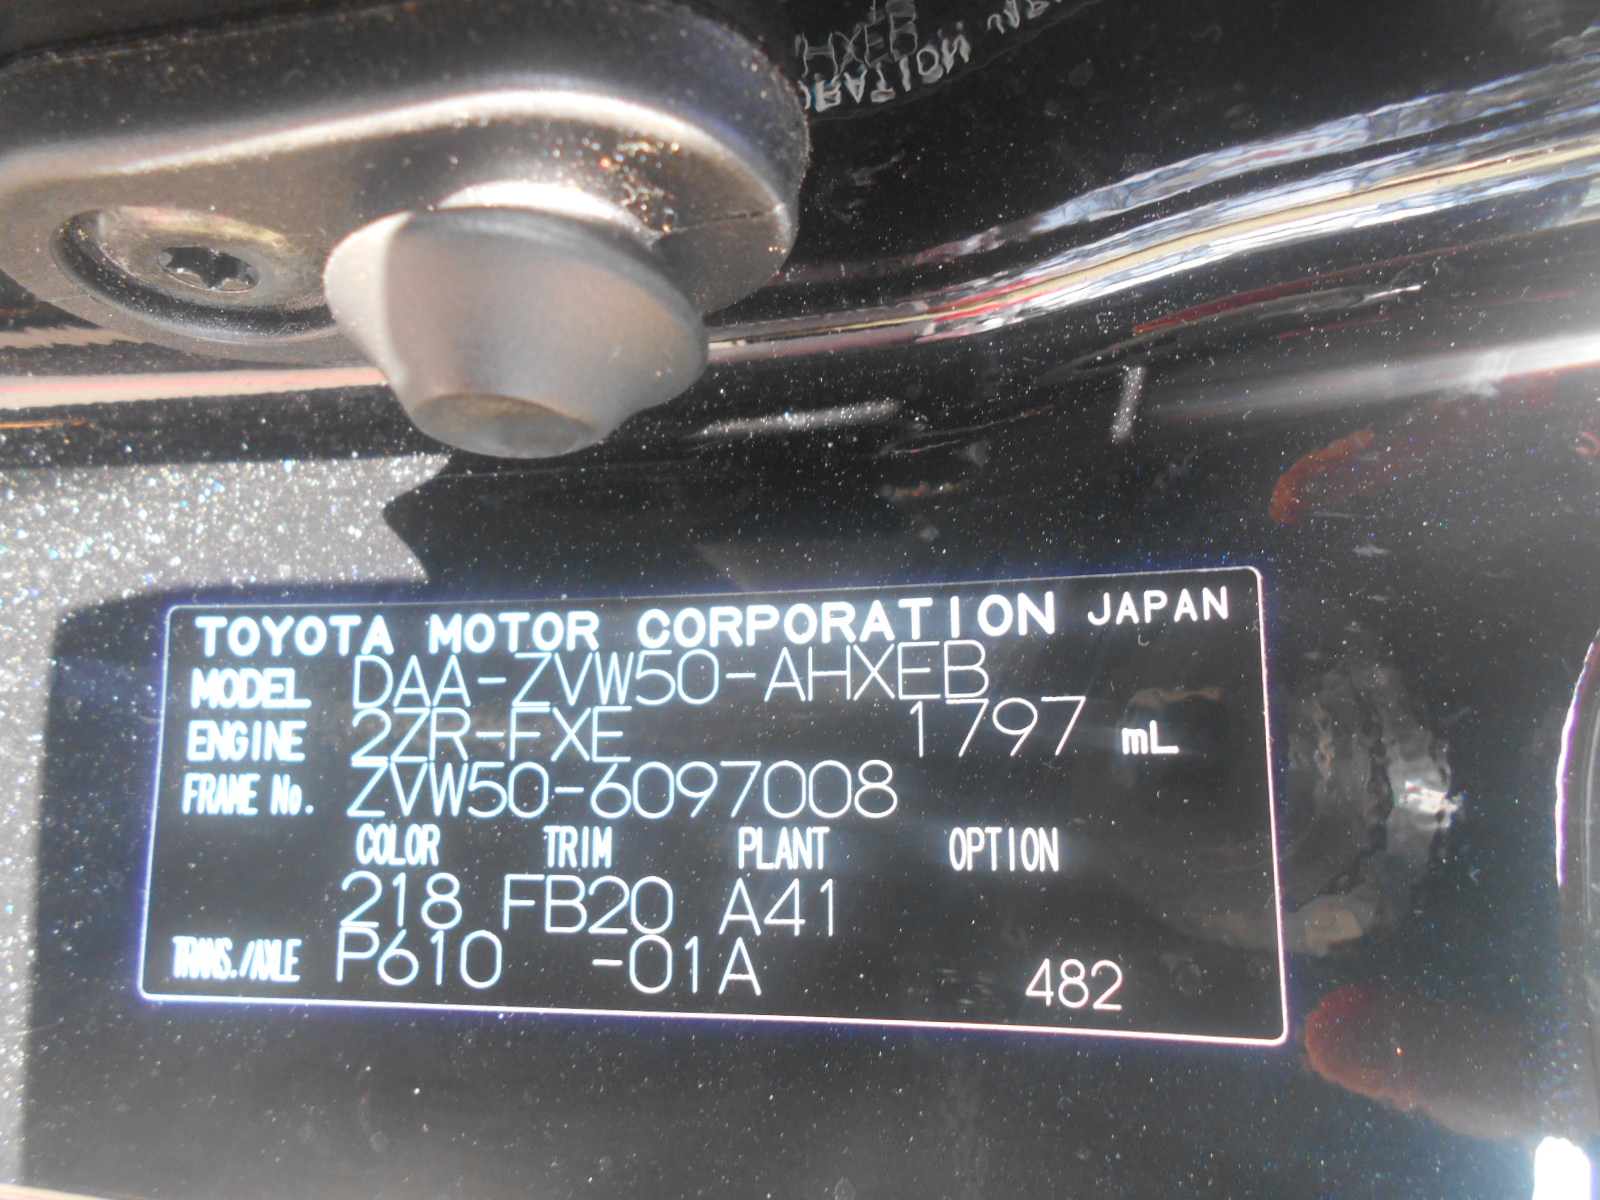 TOYOTA MOTOR CORPORATION JAPAN
MODEL DAA-ZVW50-AHXEB
ENGINE 2ZR-FXE 1797 mL
FRAME No. ZVW50-6097008
COLOR TRIM PLANT OPTION
218 FB20 A41
TRANS./AXLE P610 -01A 482